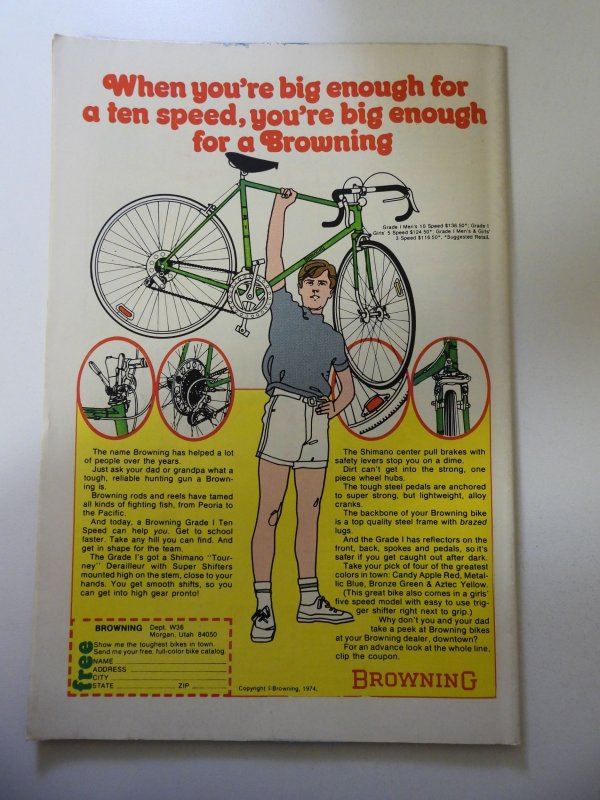 When you're big enough for
a ten speed, you're big enough
for a Browning
Grade I Men's 10 Speed $136.50*; Grade I
Girls' 5 Speed $124.50*; Grade I Men's & Girls'
3 Speed $116.50*. *Suggested Retail.
The name Browning has helped a lot
of people over the years.
Just ask your dad or grandpa what a
tough, reliable hunting gun a Brown-
ing is.
Browning rods and reels have tamed
all kinds of fighting fish, from Peoria to
the Pacific.
And today, a Browning Grade I Ten
Speed can help you. Get to school
faster. Take any hill you can find. And
get in shape for the team.
The Grade I's got a Shimano "Tour-
ney" Derailleur with Super Shifters
mounted high on the stem, close to your
hands. You get smooth shifts, so you
can get into high gear pronto!
The Shimano center pull brakes with
safety levers stop you on a dime.
Dirt can't get into the strong, one
piece wheel hubs.
The tough steel pedals are anchored
to super strong, but lightweight, alloy
cranks.
The backbone of your Browning bike
is a top quality steel frame with brazed
lugs.
And the Grade I has reflectors on the
front, back, spokes and pedals, so it's
safer if you get caught out after dark.
Take your pick of four of the greatest
colors in town: Candy Apple Red, Metal-
lic Blue, Bronze Green & Aztec Yellow.
(This great bike also comes in a girls'
five speed model with easy to use trig-
ger shifter right next to grip.)
Why don't you and your dad
take a peek at Browning bikes
at your Browning dealer, downtown?
For an advance look at the whole line,
clip the coupon.
BROWNING Dept. W36
Morgan, Utah 84050
free
Show me the toughest bikes in town.
Send me your free, full-color bike catalog.
NAME
ADDRESS
CITY
STATE ZIP
Copyright © Browning, 1974.
BROWNING